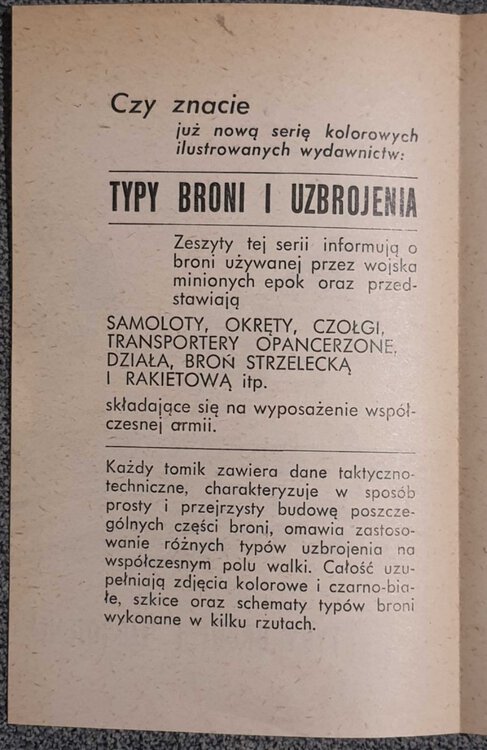 Czy znacie
już nową serię kolorowych
ilustrowanych wydawnictw:
TYPY BRONI I UZBROJENIA
Zeszyty tej serii informują o
broni używanej przez wojska
minionych epok oraz przed-
stawiają
SAMOLOTY, OKRĘTY, CZOŁGI,
TRANSPORTERY OPANCERZONE,
DZIAŁA, BROŃ STRZELECKĄ
I RAKIETOWĄ itp.
składające się na wyposażenie współ-
czesnej armii.
Każdy tomik zawiera dane taktyczno-
techniczne, charakteryzuje w sposób
prosty i przejrzysty budowę poszcze-
gólnych części broni, omawia zastoso-
wanie różnych typów uzbrojenia na
współczesnym polu walki. Całość uzu-
pełniają zdjęcia kolorowe i czarno-bia-
łe, szkice oraz schematy typów broni
wykonane w kilku rzutach.